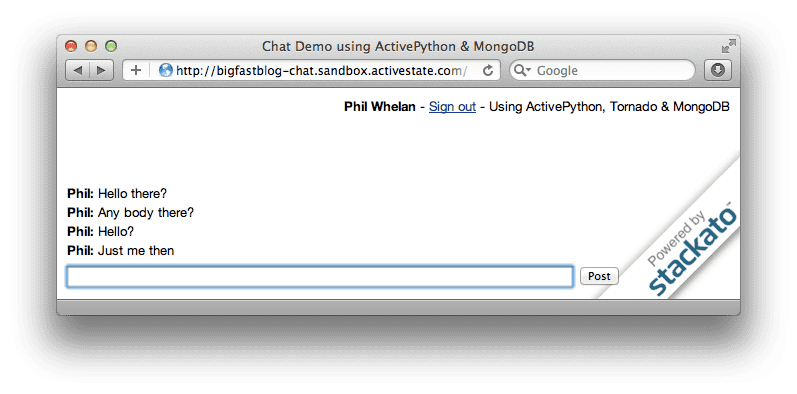 Chat Demo using ActivePython & MongoDB
http://bigfastblog-chat.sandbox.activestate.com/
Google
Phil Whelan - Sign out - Using ActivePython, Tornado & MongoDB
Phil: Hello there?
Phil: Any body there?
Phil: Hello?
Phil: Just me then
Post
Powered by
stackato™